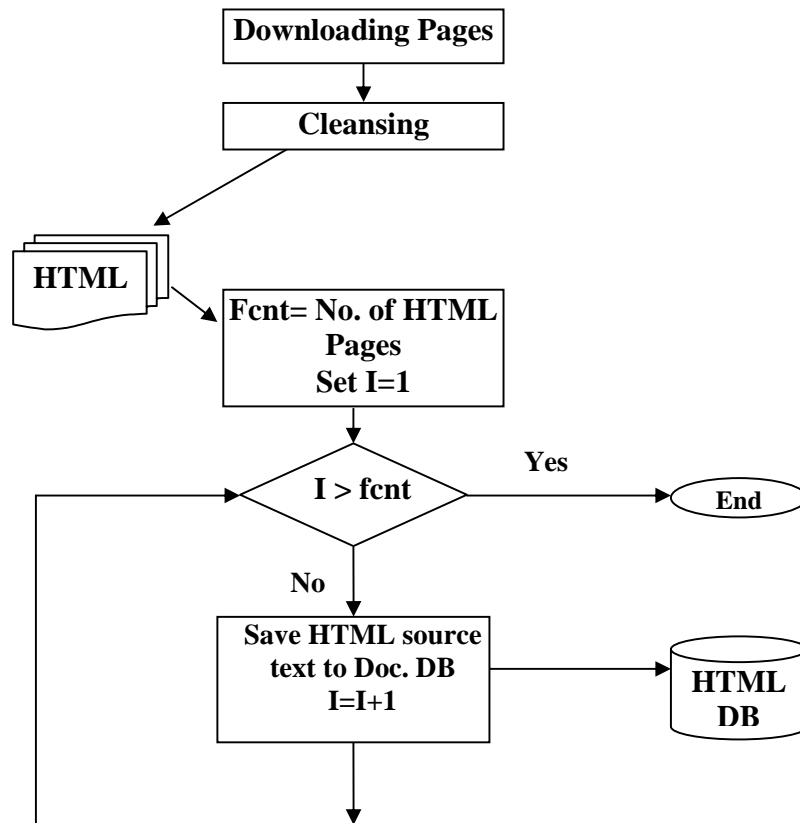 Downloading Pages
Cleansing
HTML
Fcnt= No. of HTML
Pages
Set I=1
I > fcnt
Yes
End
No
Save HTML source
text to Doc. DB
I=I+1
HTML
DB